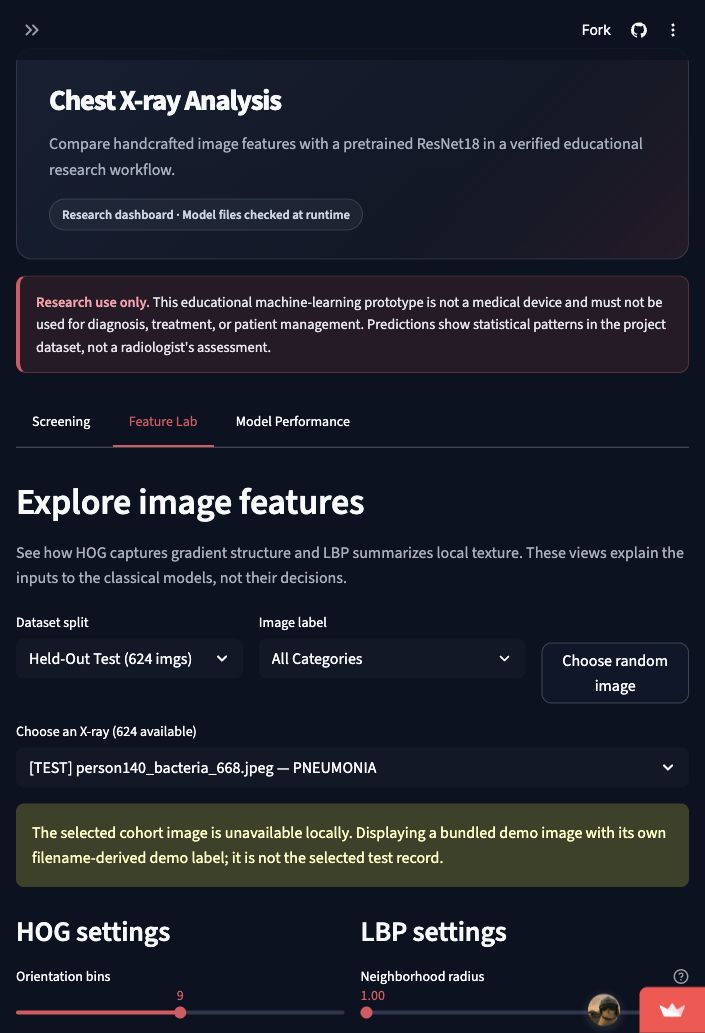 Fork
Chest X-ray Analysis
Compare handcrafted image features with a pretrained ResNet18 in a verified educational
research workflow.
Research dashboard · Model files checked at runtime
Research use only. This educational machine-learning prototype is not a medical device and must not be
used for diagnosis, treatment, or patient management. Predictions show statistical patterns in the project
dataset, not a radiologist's assessment.
Screening Feature Lab Model Performance
Explore image features
See how HOG captures gradient structure and LBP summarizes local texture. These views explain the
inputs to the classical models, not their decisions.
Dataset split Image label
Held-Out Test (624 imgs) All Categories Choose random
image
Choose an X-ray (624 available)
[TEST] person140_bacteria_668.jpeg — PNEUMONIA
The selected cohort image is unavailable locally. Displaying a bundled demo image with its own
filename-derived demo label; it is not the selected test record.
HOG settings LBP settings
Orientation bins Neighborhood radius
9 1.00